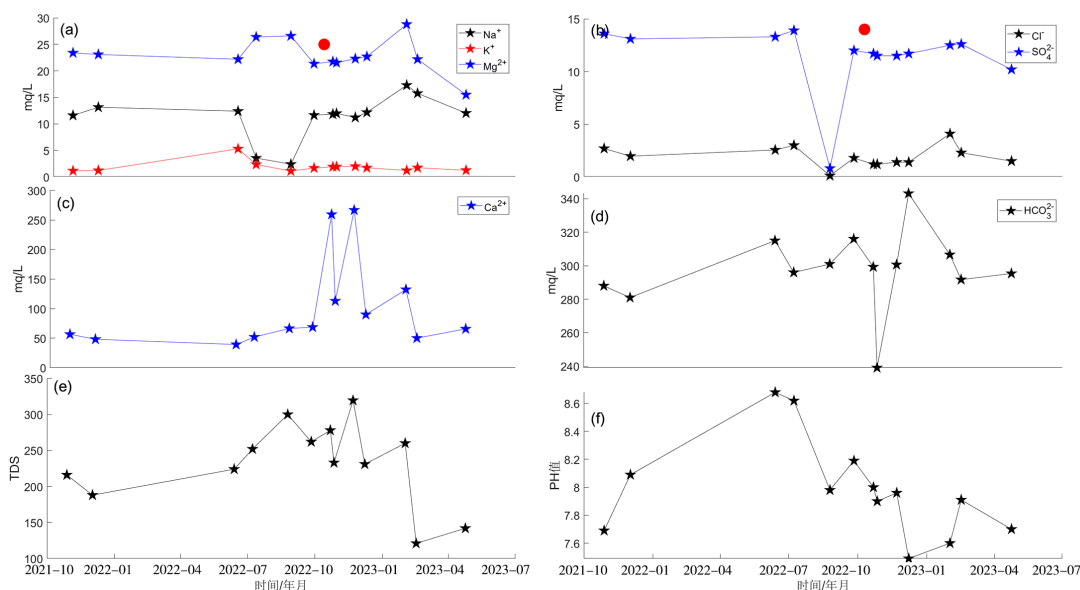 (a)
30
25
20
15
10
5
0
mq/L
Na+
K+
Mg2+
(b)
15
10
5
0
mq/L
Cl-
SO42-
(c)
300
250
200
150
100
50
0
mq/L
Ca2+
(d)
340
320
300
280
260
240
mq/L
HCO32-
(e)
350
300
250
200
150
100
TDS
2021–10 2022–01 2022–04 2022–07 2022–10 2023–01 2023–04 2023–07
时间/年月
(f)
8.6
8.4
8.2
8
7.8
7.6
PH值
2021–10 2022–01 2022–04 2022–07 2022–10 2023–01 2023–04 2023–07
时间/年月